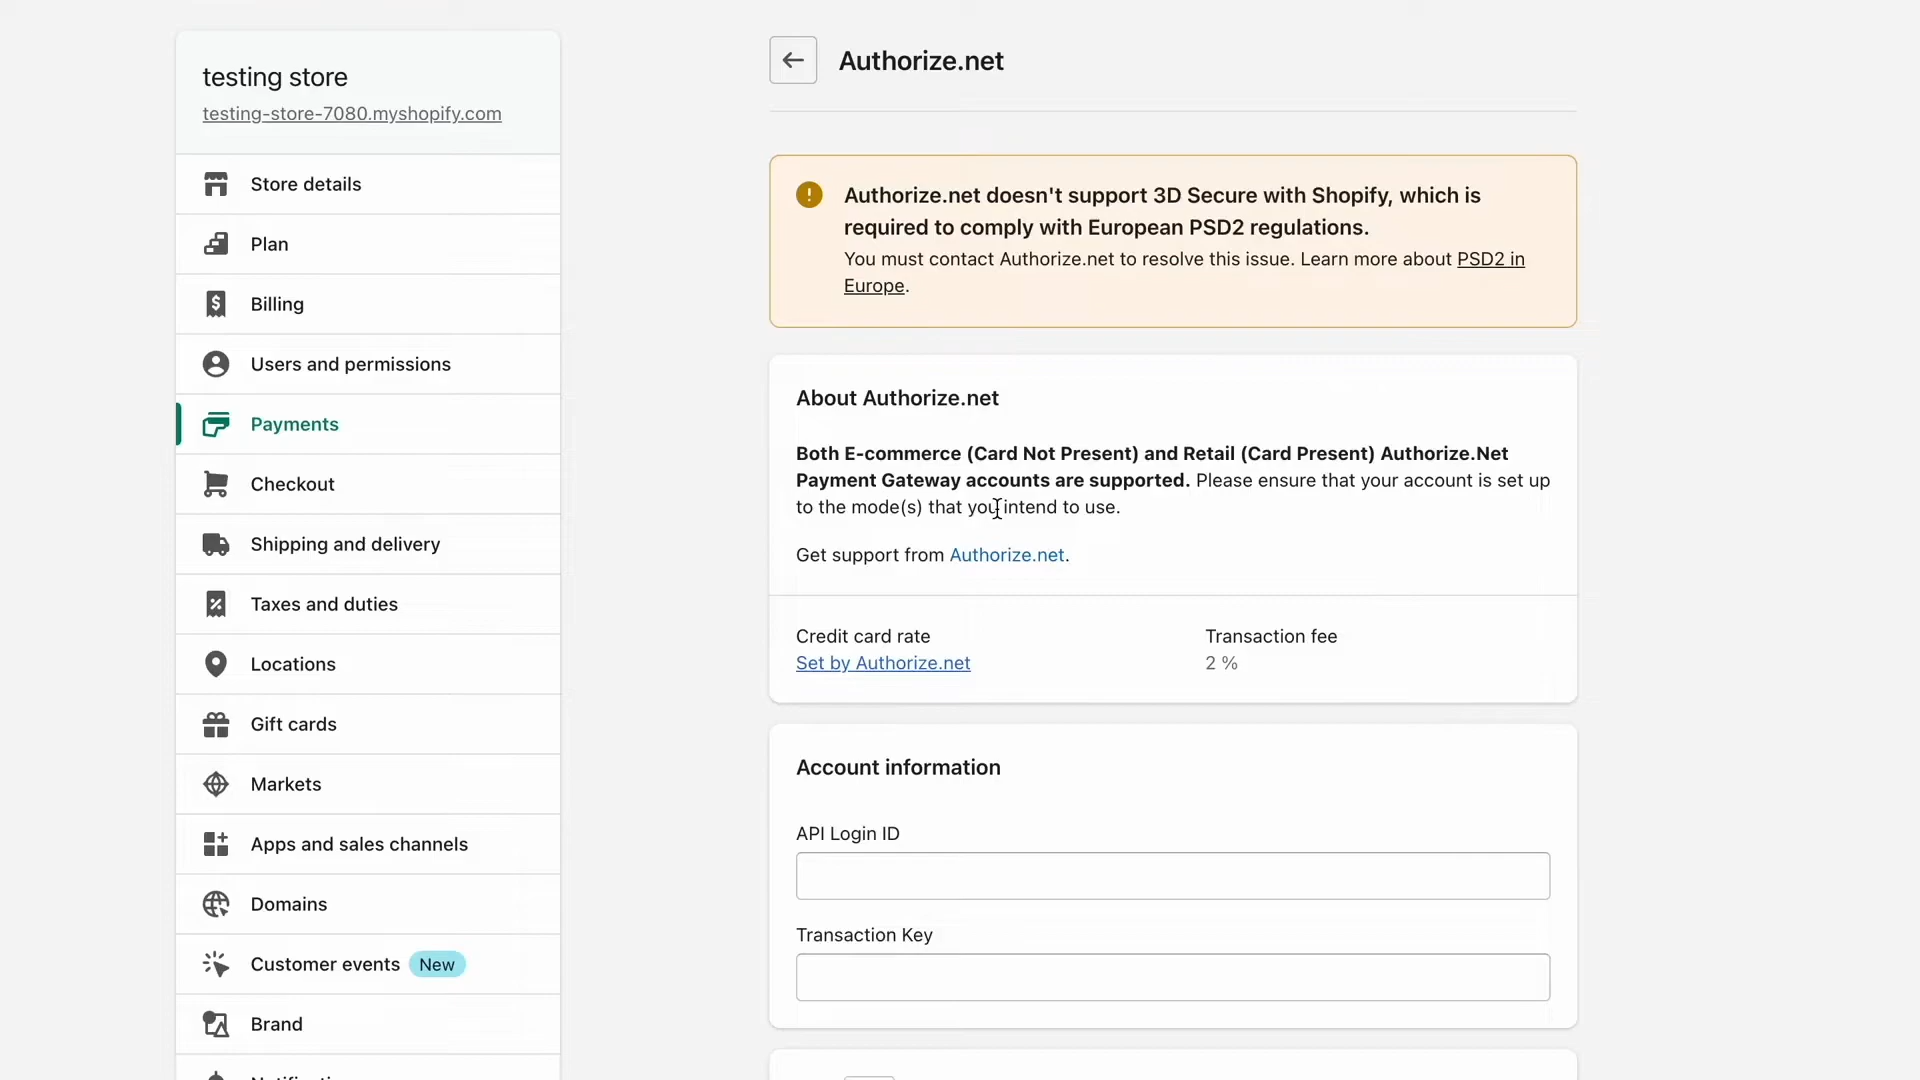 testing store
testing-store-7080.myshopify.com
Store details
Plan
Billing
Users and permissions
Payments
Checkout
Shipping and delivery
Taxes and duties
Locations
Gift cards
Markets
Apps and sales channels
Domains
Customer events New
Brand
Authorize.net
Authorize.net doesn't support 3D Secure with Shopify, which is
required to comply with European PSD2 regulations.
You must contact Authorize.net to resolve this issue. Learn more about PSD2 in
Europe.
About Authorize.net
Both E-commerce (Card Not Present) and Retail (Card Present) Authorize.Net
Payment Gateway accounts are supported. Please ensure that your account is set up
to the mode(s) that you intend to use.
Get support from Authorize.net.
Credit card rate
Set by Authorize.net
Transaction fee
2 %
Account information
API Login ID
Transaction Key